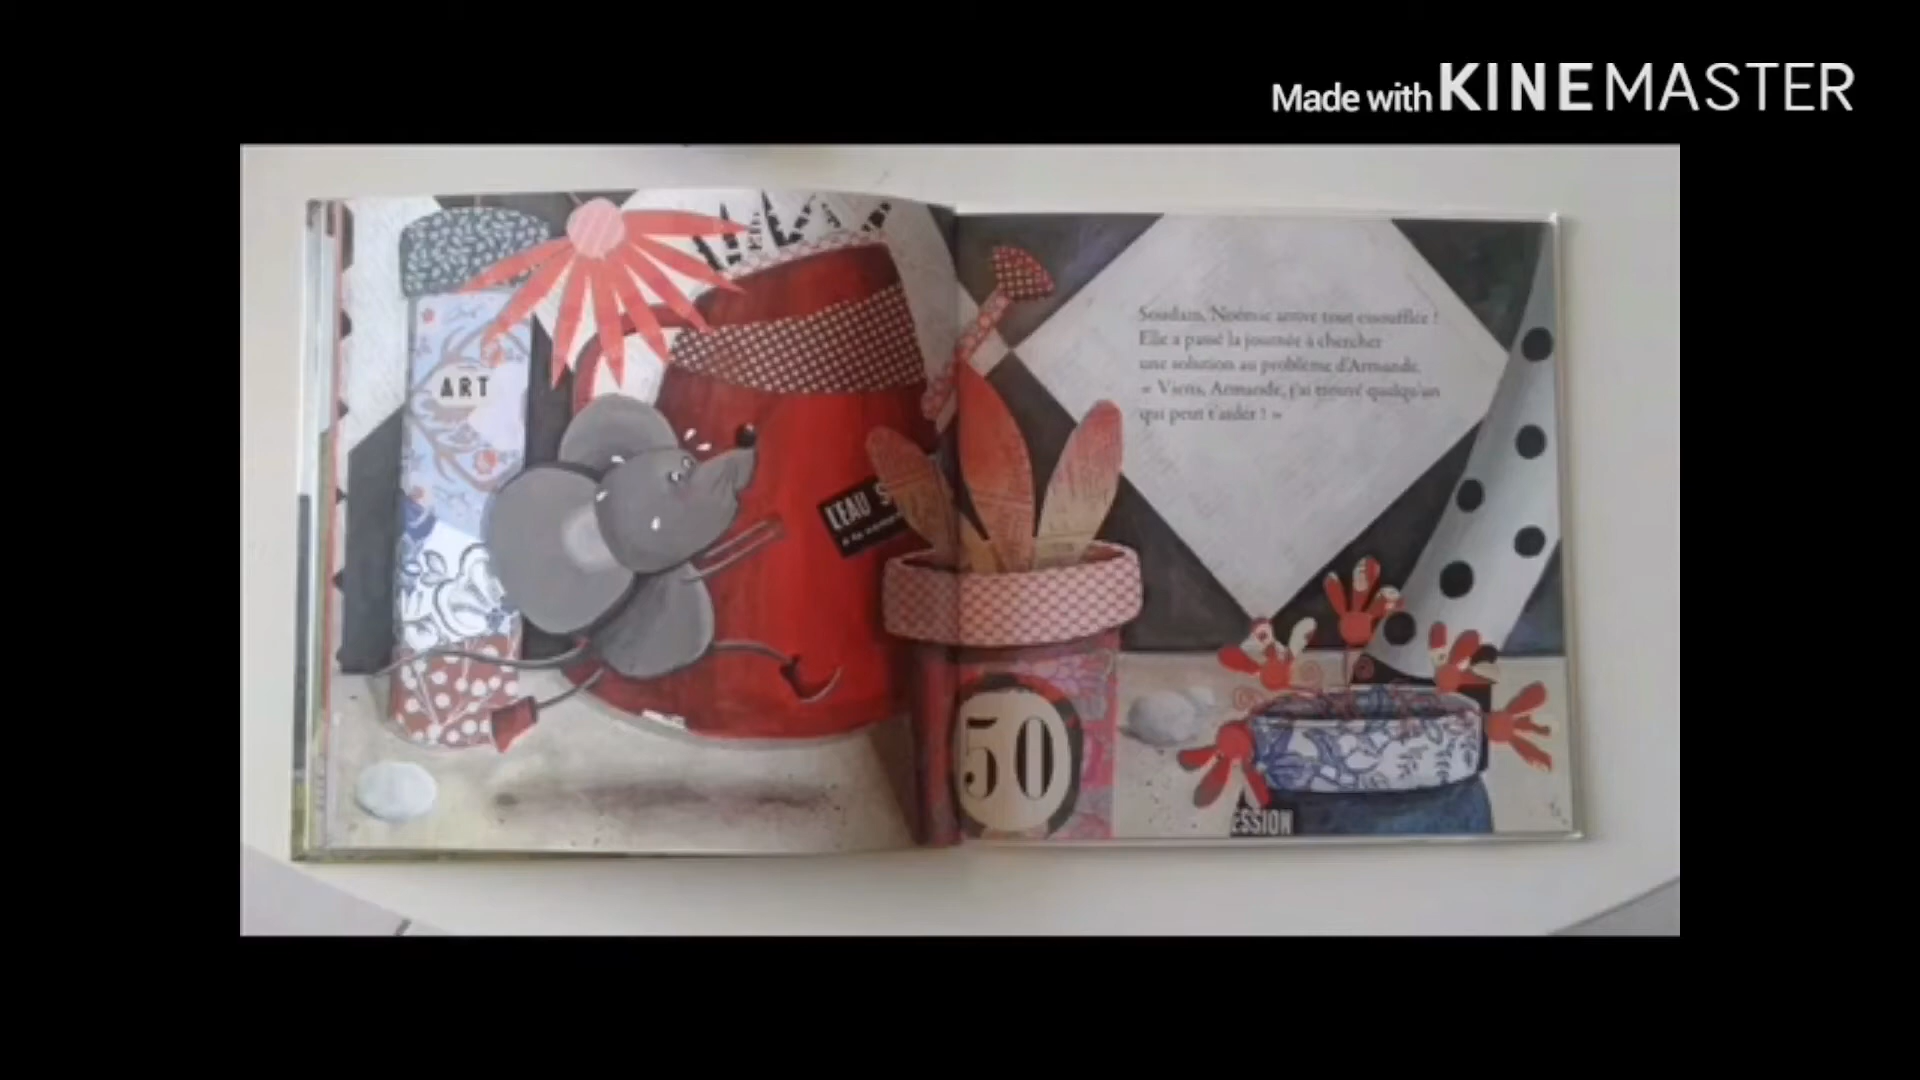 Made with KINEMASTER
ART
L'EAU S
50
Soudain, Noémie arrive tout essoufflée !
Elle a passé la journée à chercher
une solution au problème d'Armande.
« Viens, Armande, j'ai trouvé quelqu'un
qui peut t'aider ! »
ESSION